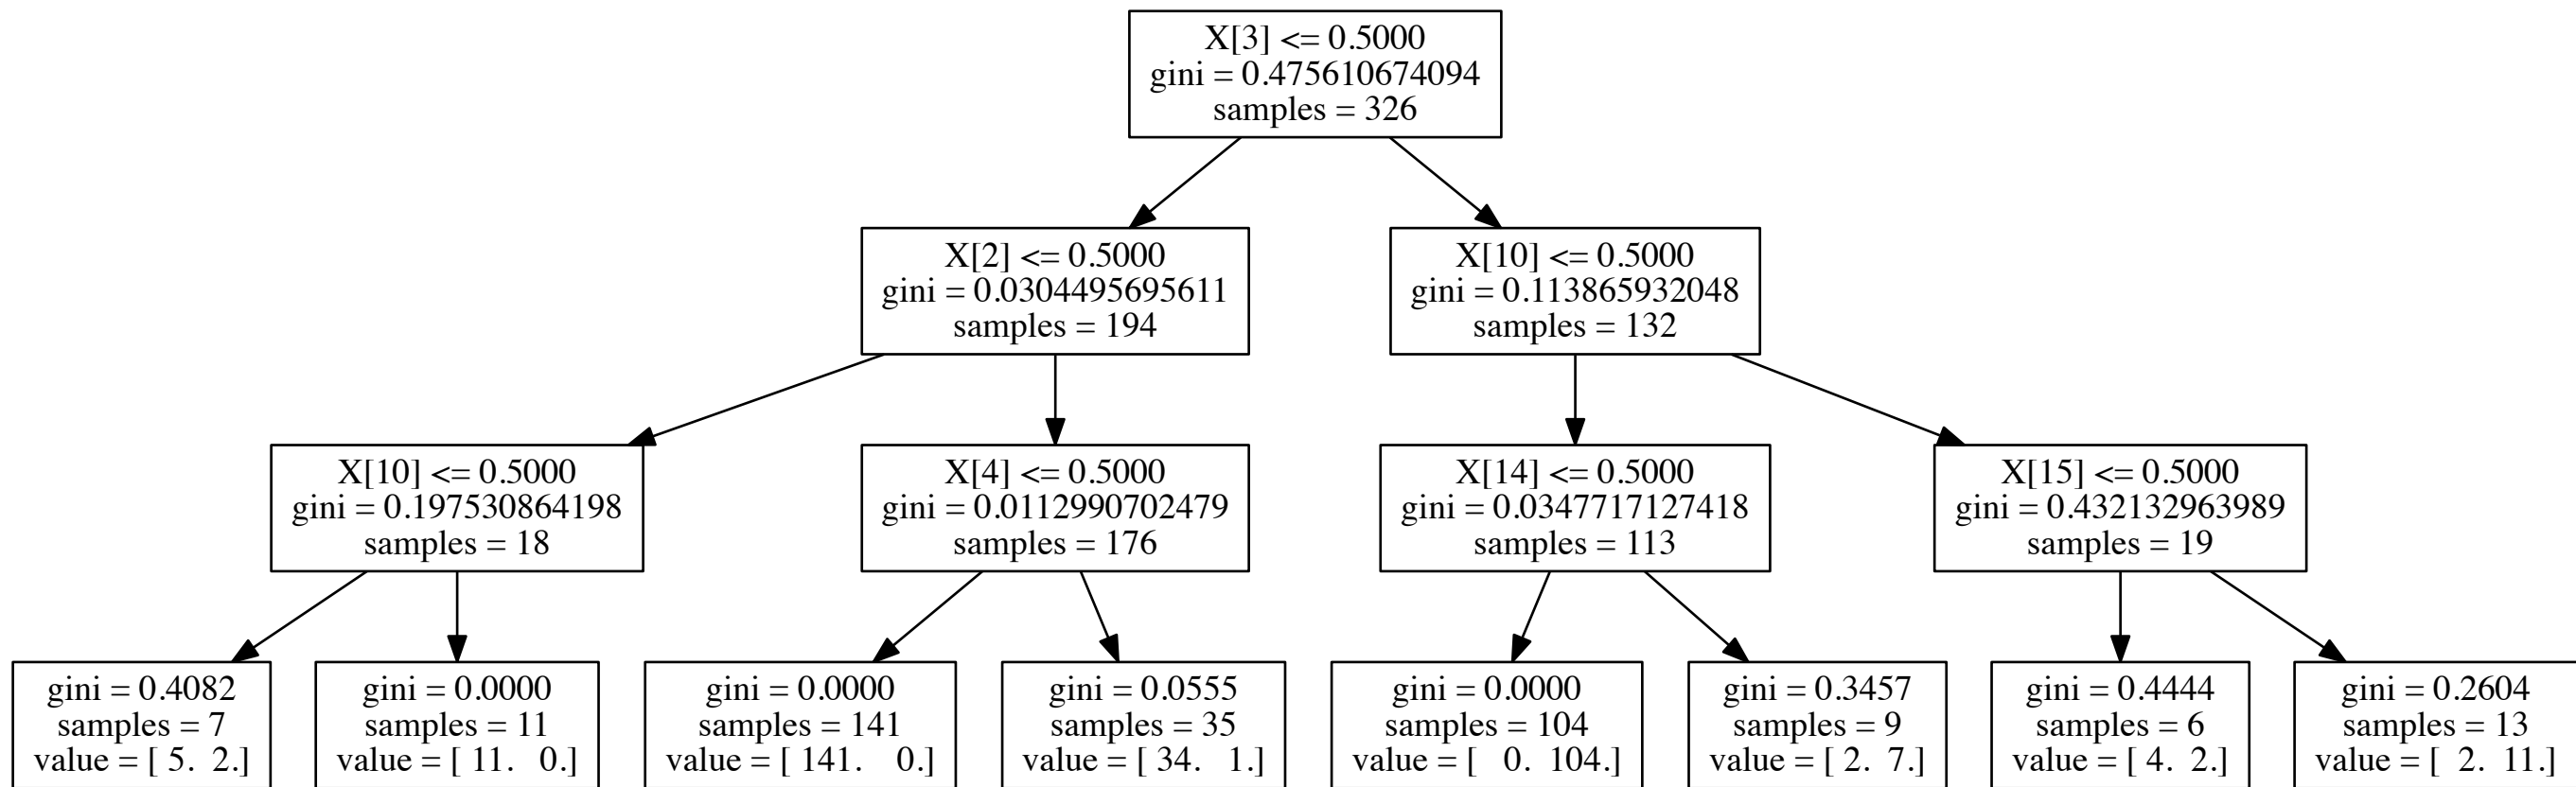 X[3] <= 0.5000
gini = 0.475610674094
samples = 326
X[2] <= 0.5000
gini = 0.0304495695611
samples = 194
X[10] <= 0.5000
gini = 0.113865932048
samples = 132
X[10] <= 0.5000
gini = 0.197530864198
samples = 18
X[4] <= 0.5000
gini = 0.0112990702479
samples = 176
X[14] <= 0.5000
gini = 0.0347717127418
samples = 113
X[15] <= 0.5000
gini = 0.432132963989
samples = 19
gini = 0.4082
samples = 7
value = [ 5.  2.]
gini = 0.0000
samples = 11
value = [ 11.   0.]
gini = 0.0000
samples = 141
value = [ 141.    0.]
gini = 0.0555
samples = 35
value = [ 34.   1.]
gini = 0.0000
samples = 104
value = [   0.  104.]
gini = 0.3457
samples = 9
value = [ 2.  7.]
gini = 0.4444
samples = 6
value = [ 4.  2.]
gini = 0.2604
samples = 13
value = [  2.  11.]